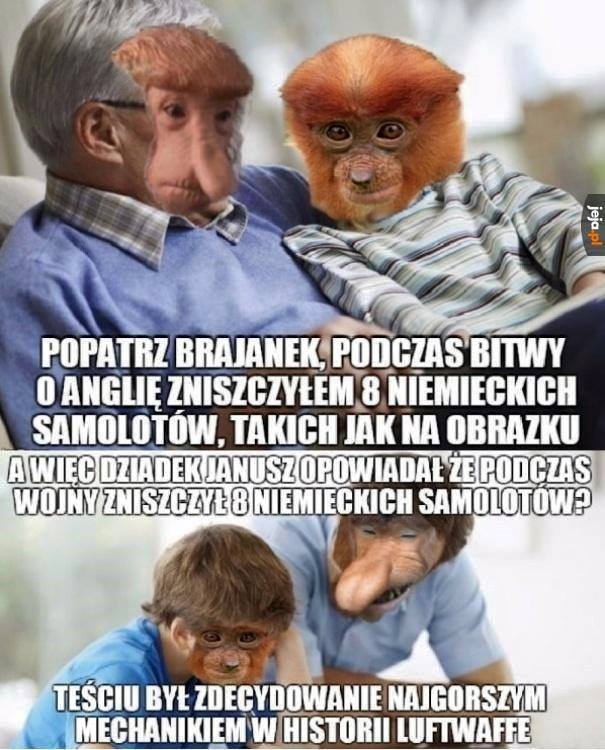 jeja.pl
POPATRZ BRAJANEK, PODCZAS BITWY
O ANGLIĘ ZNISZCZYŁEM 8 NIEMIECKICH
SAMOLOTÓW, TAKICH JAK NA OBRAZKU
A WIĘC DZIADEK JANUSZ OPOWIADAŁ ŻE PODCZAS
WOJNY ZNISZCZYŁ 8 NIEMIECKICH SAMOLOTÓW?
TEŚCIU BYŁ ZDECYDOWANIE NAJGORSZYM
MECHANIKIEM W HISTORII LUFTWAFFE